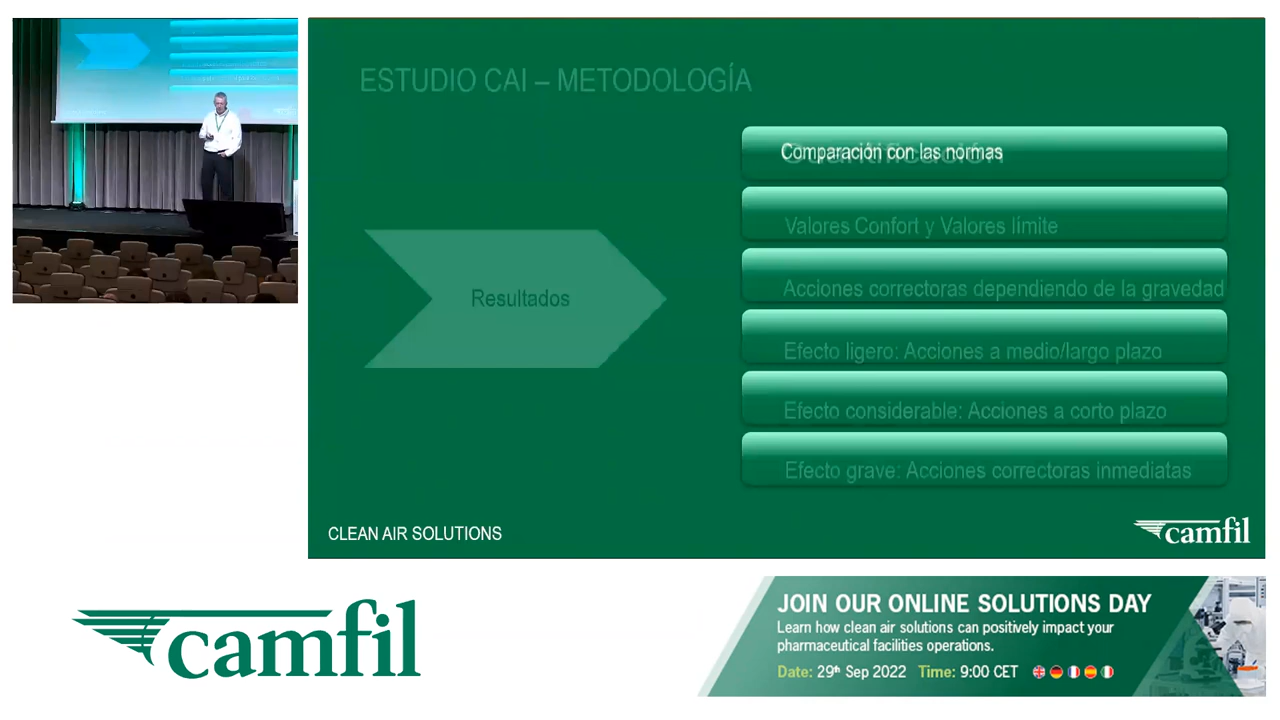 ESTUDIO CAI – METODOLOGÍA
Comparación con las normas
Valores Confort y Valores límite
Acciones correctoras dependiendo de la gravedad
Resultados
Efecto ligero: Acciones a medio/largo plazo
Efecto considerable: Acciones a corto plazo
Efecto grave: Acciones correctoras inmediatas
CLEAN AIR SOLUTIONS
camfil
camfil
JOIN OUR ONLINE SOLUTIONS DAY
Learn how clean air solutions can positively impact your
pharmaceutical facilities operations.
Date: 29th Sep 2022 Time: 9:00 CET